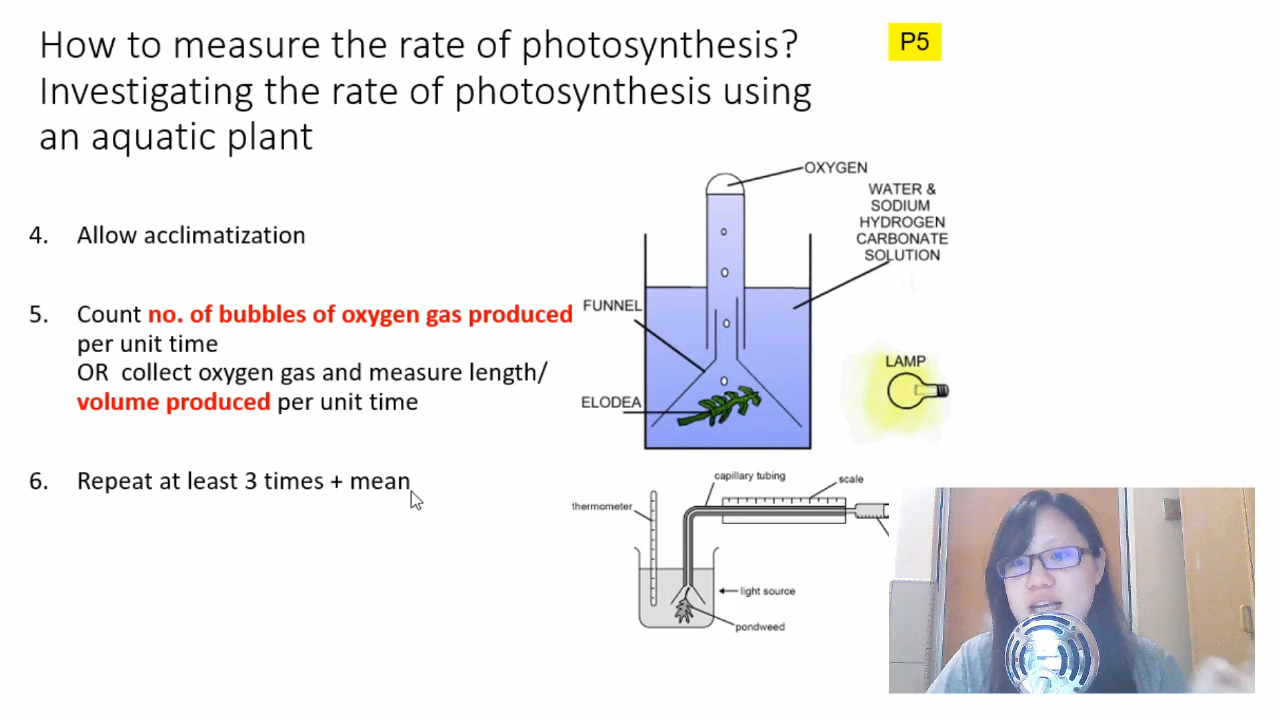 How to measure the rate of photosynthesis?
Investigating the rate of photosynthesis using
an aquatic plant
P5
4. Allow acclimatization
5. Count no. of bubbles of oxygen gas produced
per unit time
OR collect oxygen gas and measure length/
volume produced per unit time
6. Repeat at least 3 times + mean
OXYGEN
WATER &
SODIUM
HYDROGEN
CARBONATE
SOLUTION
FUNNEL
LAMP
ELODEA
capillary tubing
scale
thermometer
light source
pondweed